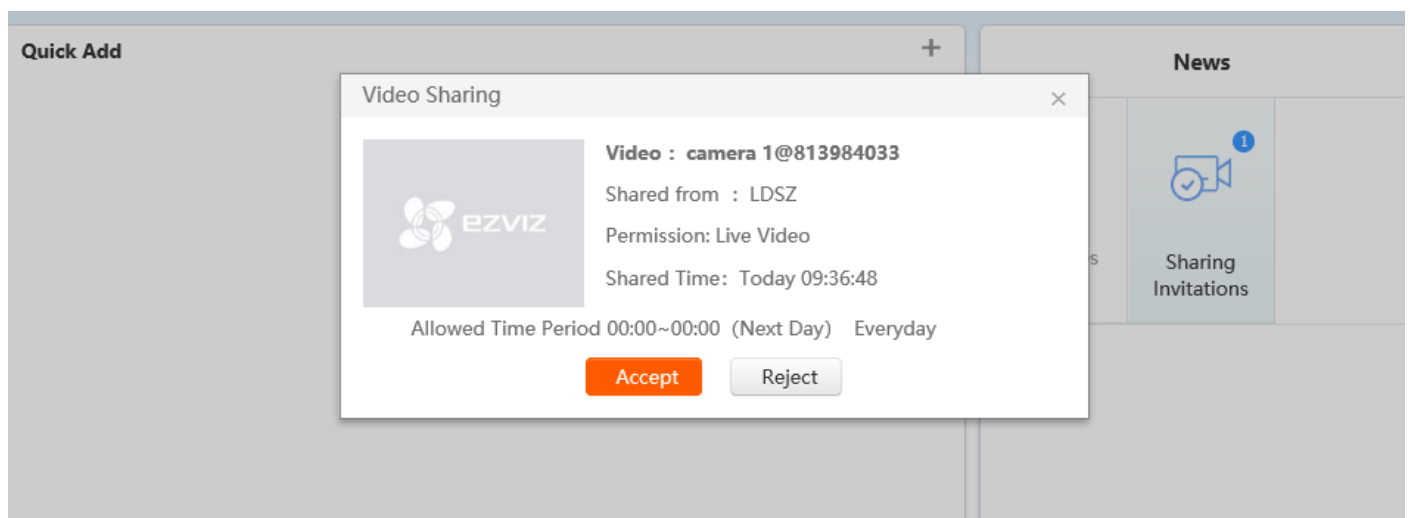 Quick Add
+
News
Video Sharing
×
ezviz
Video : camera 1@813984033
Shared from : LDSZ
Permission: Live Video
Shared Time: Today 09:36:48
Allowed Time Period 00:00~00:00 (Next Day) Everyday
Accept
Reject
1
s
Sharing
Invitations